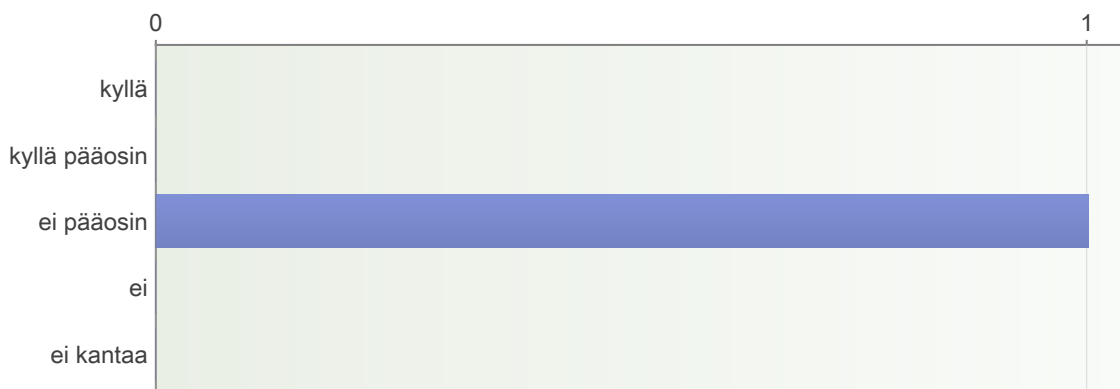 0 1
kyllä
kyllä pääosin
ei pääosin
ei
ei kantaa